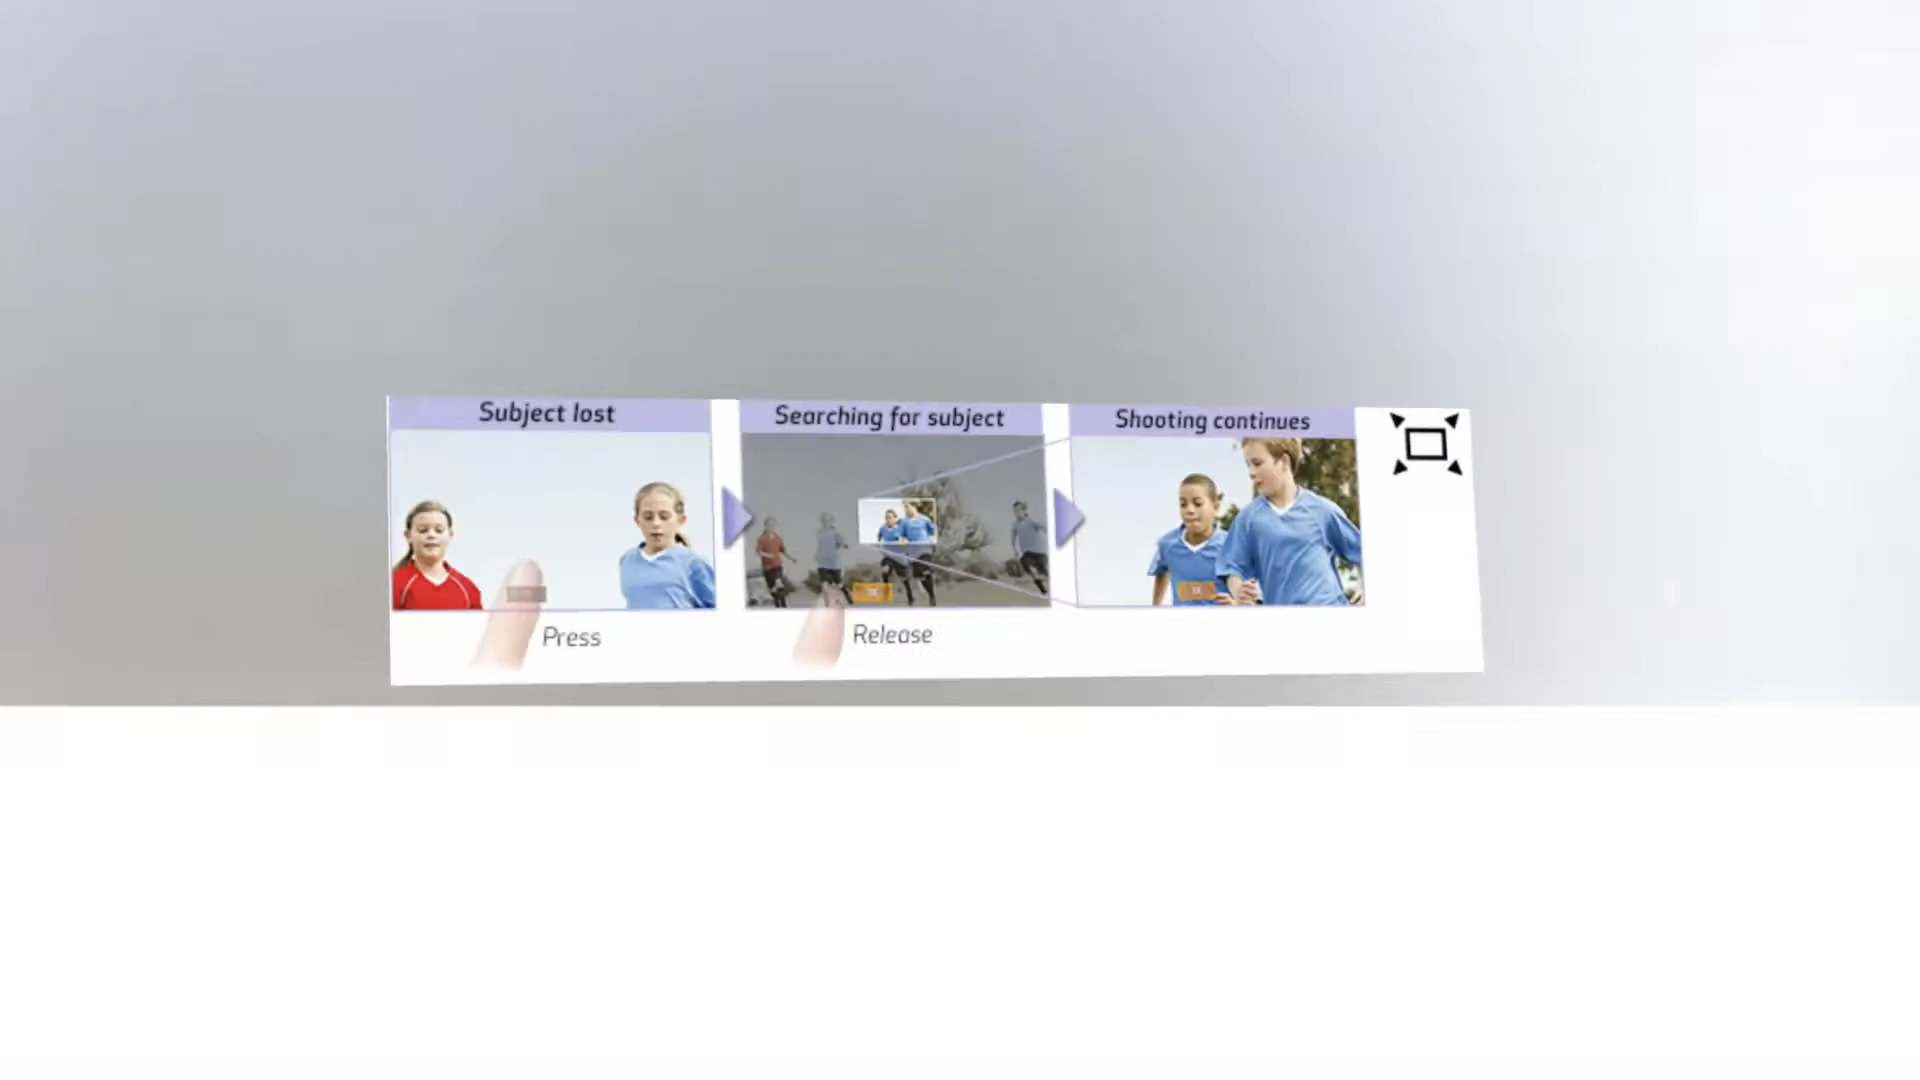 Subject lost
Searching for subject
Shooting continues
Press
Release